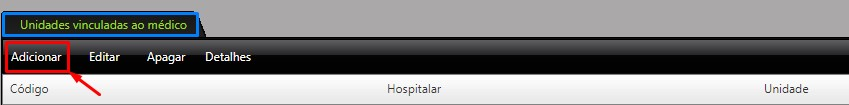 Unidades vinculadas ao médico
Adicionar Editar Apagar Detalhes
Código Hospitalar Unidade